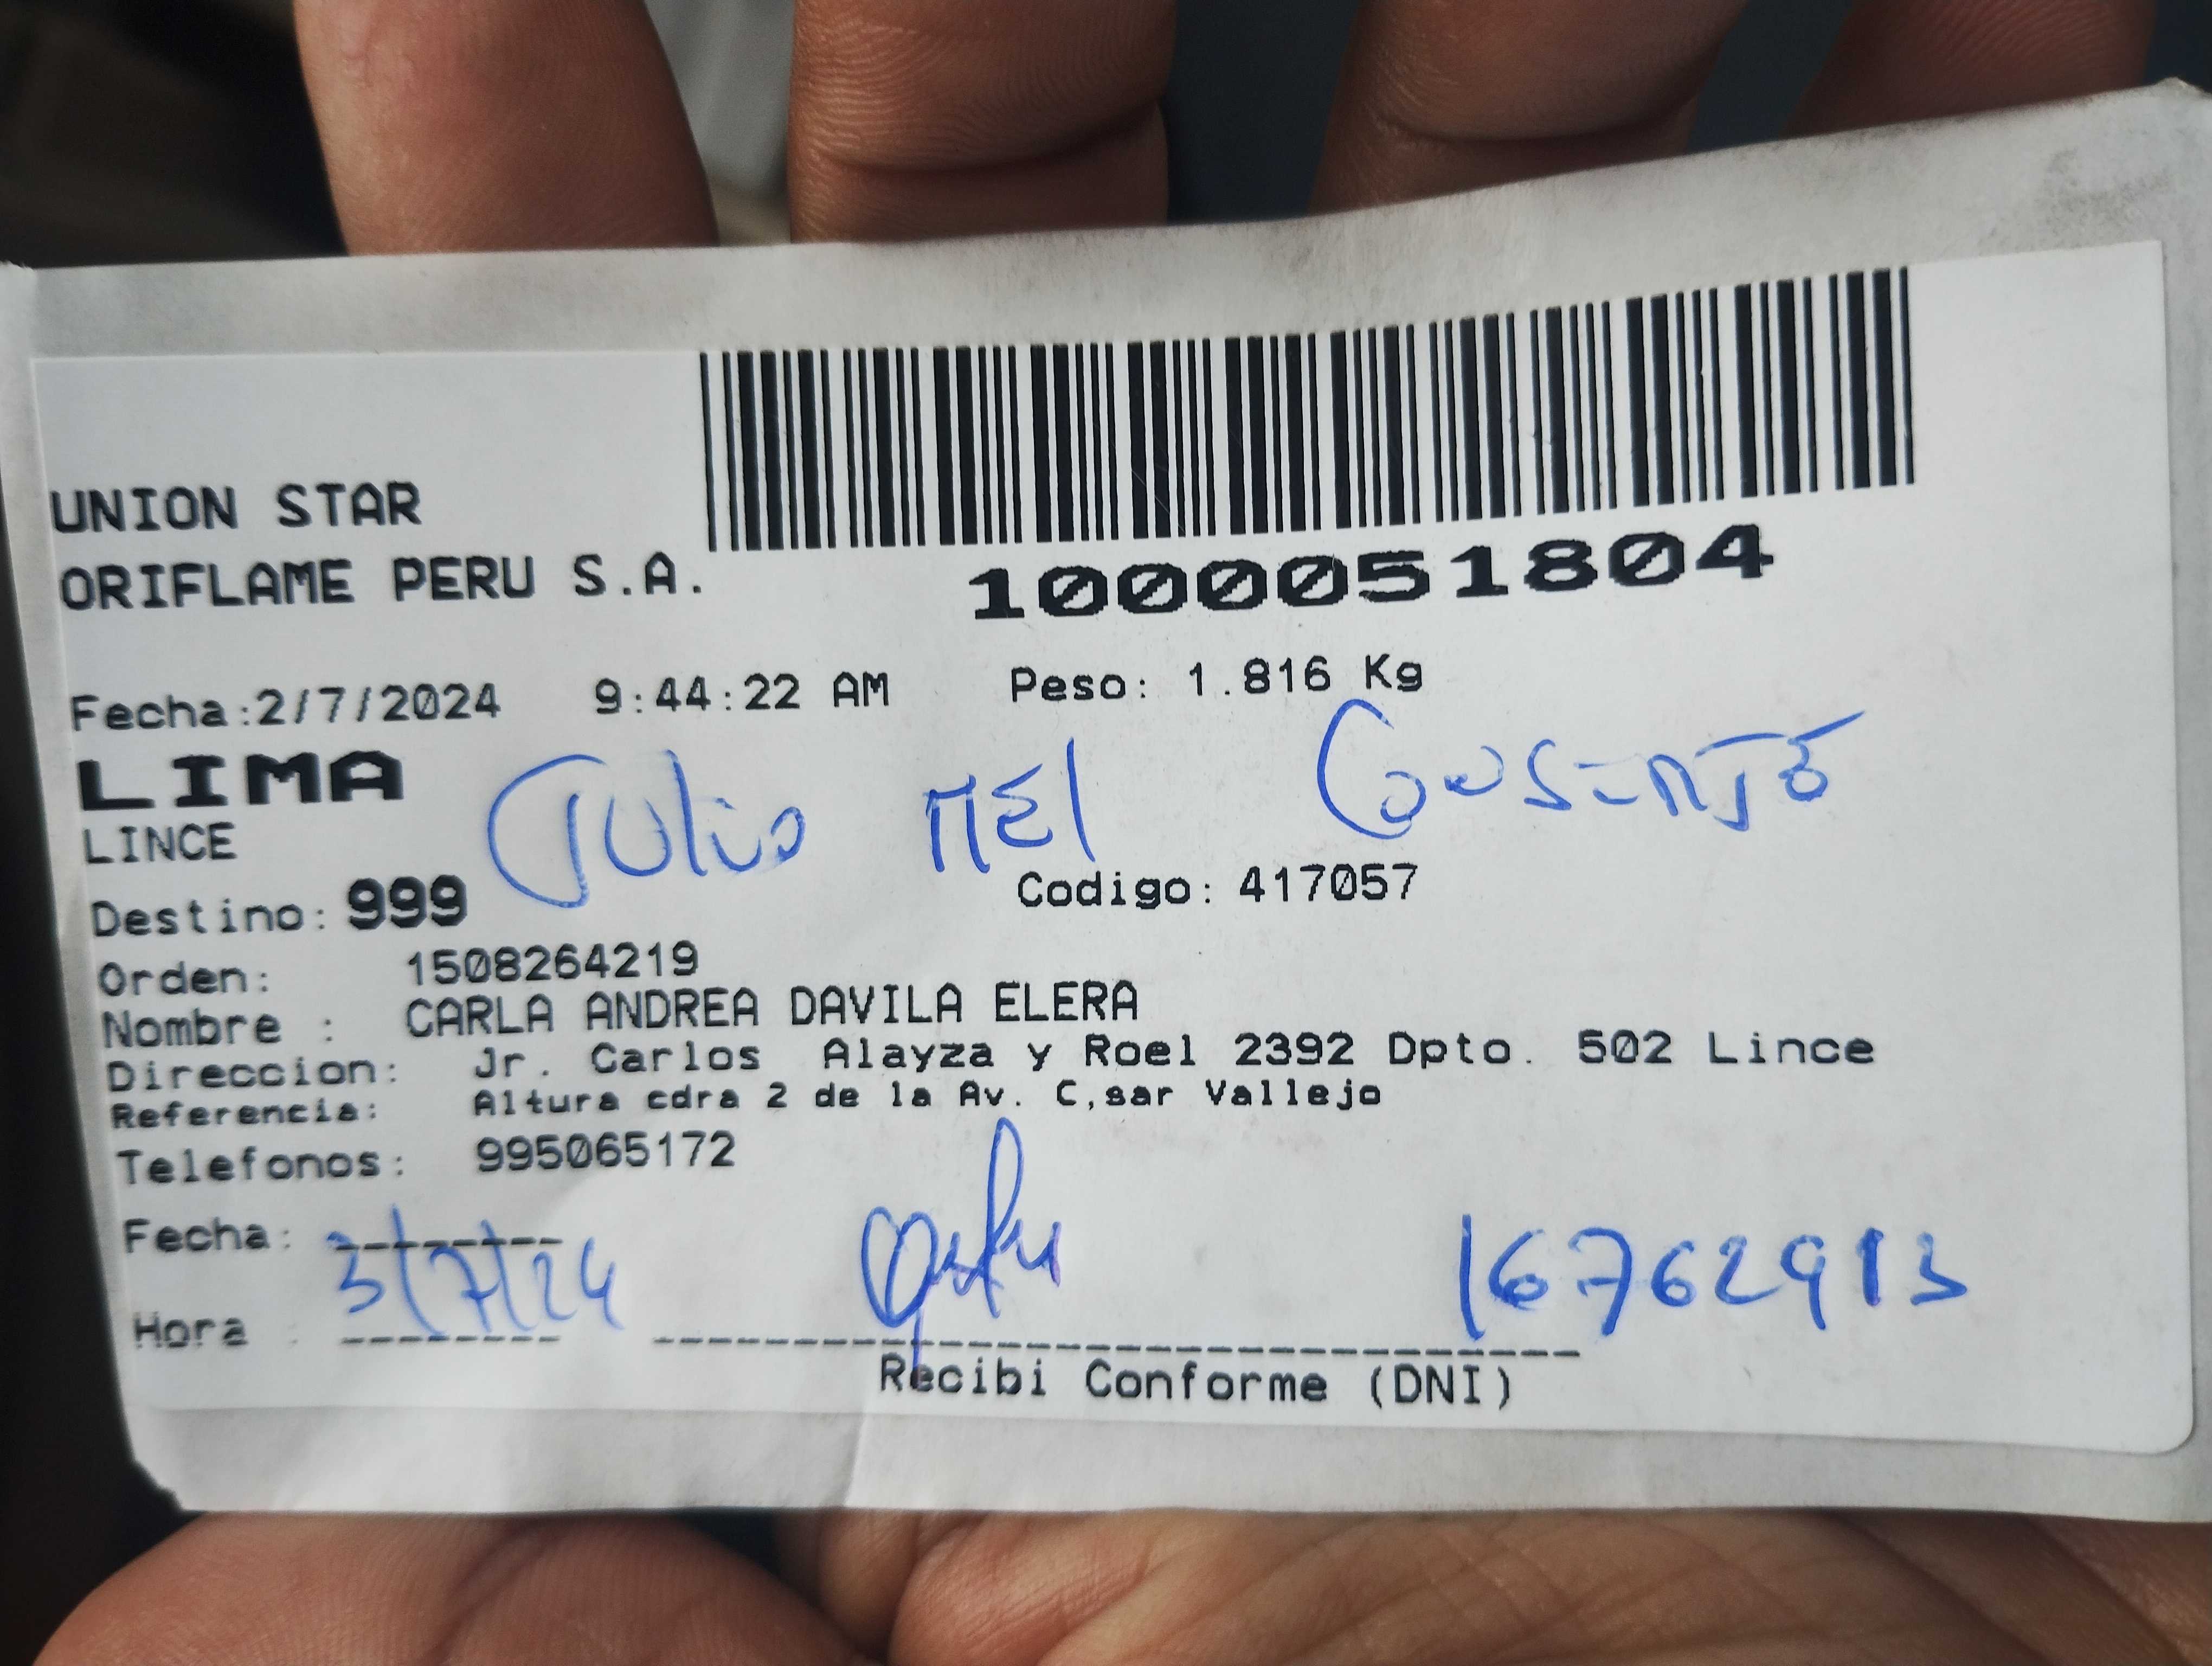 UNION STAR
ORIFLAME PERU S.A.
1000051804
Fecha:2/7/2024 9:44:22 AM Peso: 1.816 Kg
LIMA
Julio
LINCE
Codigo: 417057
Destino: 999
Orden: 1508264219
Nombre : CARLA ANDREA DAVILA ELERA
Direccion: Jr. Carlos Alayza y Roel 2392 Dpto. 502 Lince
Referencia: Altura cdra 2 de la Av. C,sar Vallejo
Telefonos: 995065172
Fecha: 3/7/24
16762913
Hora :
Recibi Conforme (DNI)